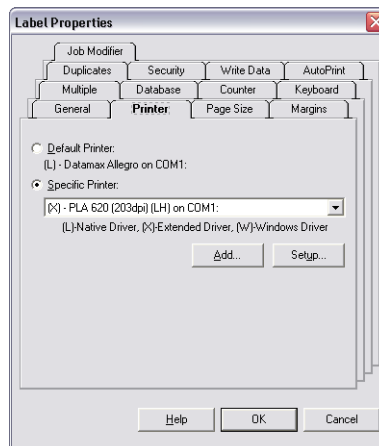 Label Properties
Job Modifier
Duplicates Security Write Data AutoPrint
Multiple Database Counter Keyboard
General Printer Page Size Margins
Default Printer:
(L) - Datamax Allegro on COM1:
Specific Printer:
(X) - PLA 620 (203dpi) (LH) on COM1:
(L)-Native Driver, (X)-Extended Driver, (W)-Windows Driver
Add... Setup...
Help OK Cancel